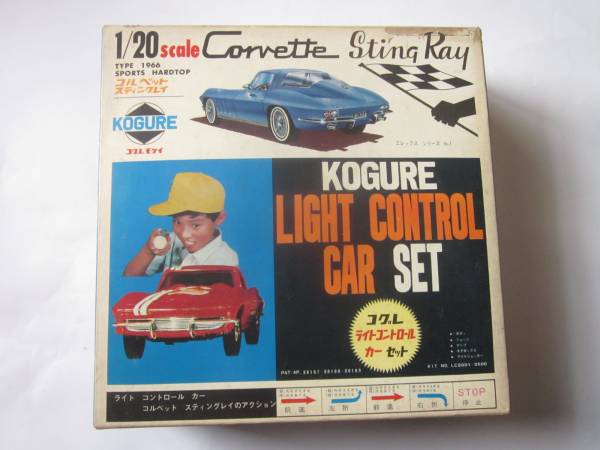 1/20 scale Corvette Sting Ray
TYPE 1966
SPORTS HARDTOP
コルベット
スティングレイ
KOGURE
コグレモケイ
エレックス シリーズ No.1
KOGURE
LIGHT CONTROL
CAR SET
コグレ
ライトコントロール
カー セット
KIT NO. LC2001-3500
ライト コントロール カー
コルベット スティングレイのアクション
前進
左折
前進
右折
STOP
停止